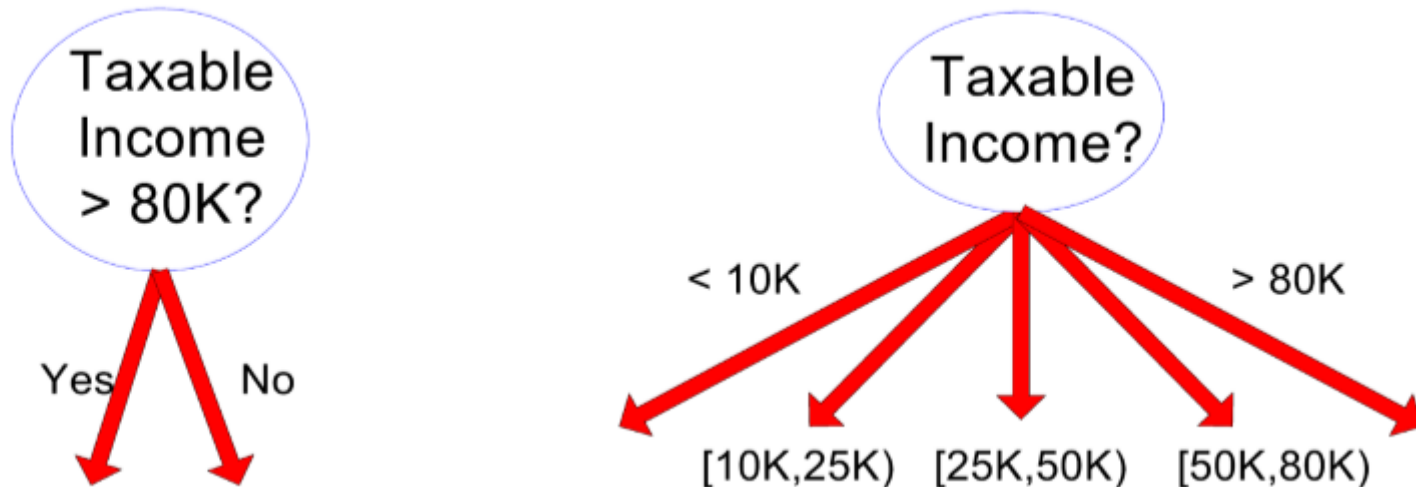 Taxable
Income
> 80K?
Yes
No
Taxable
Income?
< 10K
> 80K
[10K,25K)
[25K,50K)
[50K,80K)